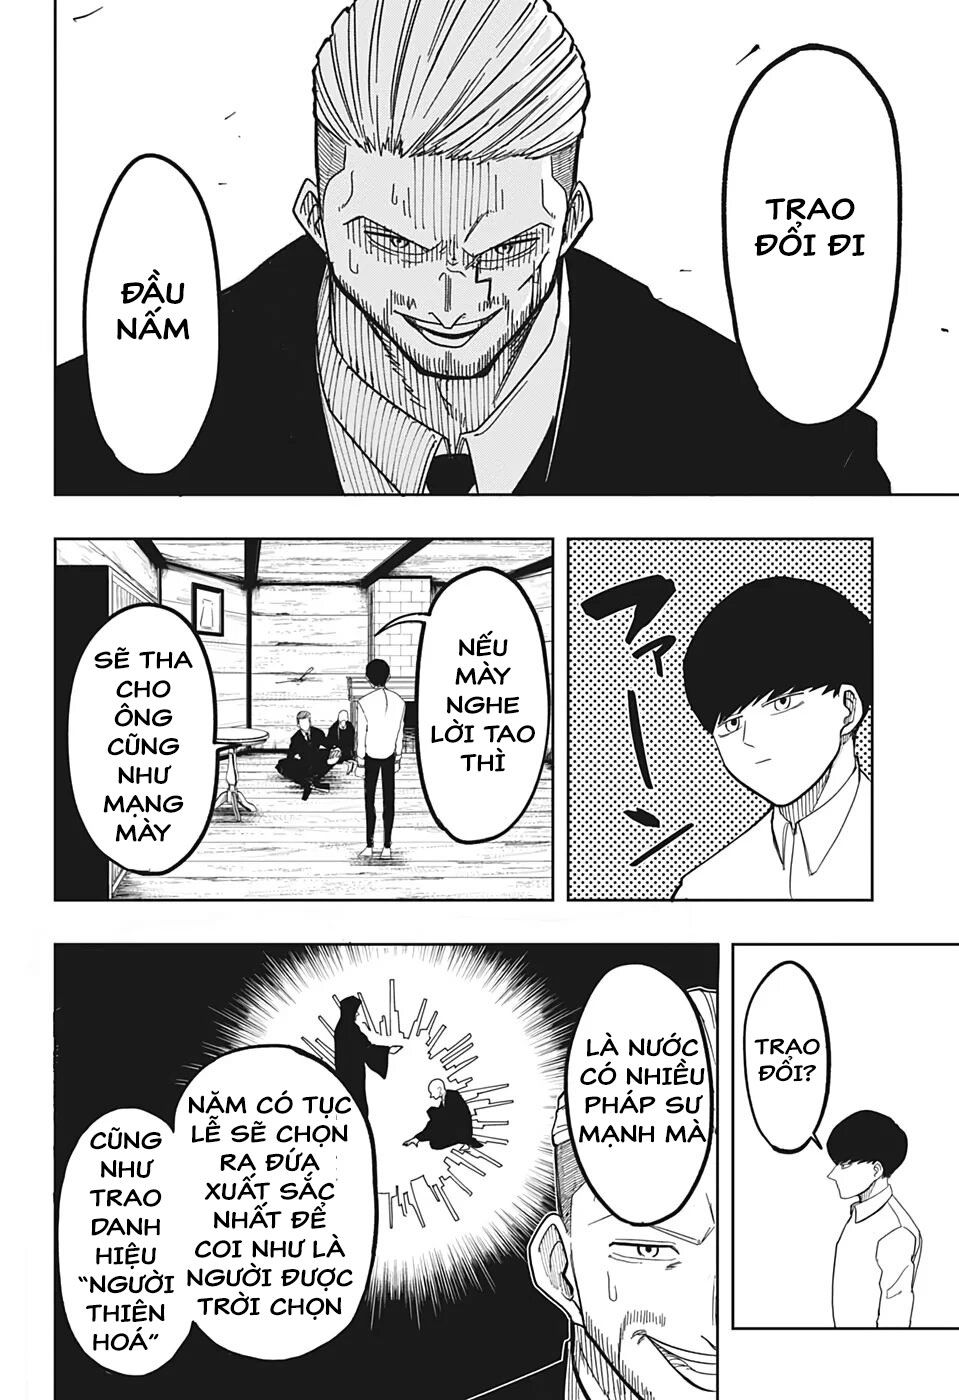 TRAO
ĐỔI ĐI
ĐẦU
NẤM
NẾU
MÀY
NGHE
LỜI TAO
THÌ
SẼ THA
CHO
ÔNG
CŨNG
NHƯ
MẠNG
MÀY
TRAO
ĐỔI?
LÀ NƯỚC
CÓ NHIỀU
PHÁP SƯ
MẠNH MÀ
NĂM CÓ TỤC
LỄ SẼ CHỌN
RA ĐỨA
XUẤT SẮC
NHẤT ĐỂ
COI NHƯ LÀ
NGƯỜI ĐƯỢC
TRỜI CHỌN
CŨNG
NHƯ
TRAO
DANH
HIỆU
“NGƯỜI
THIÊN
HOÁ”